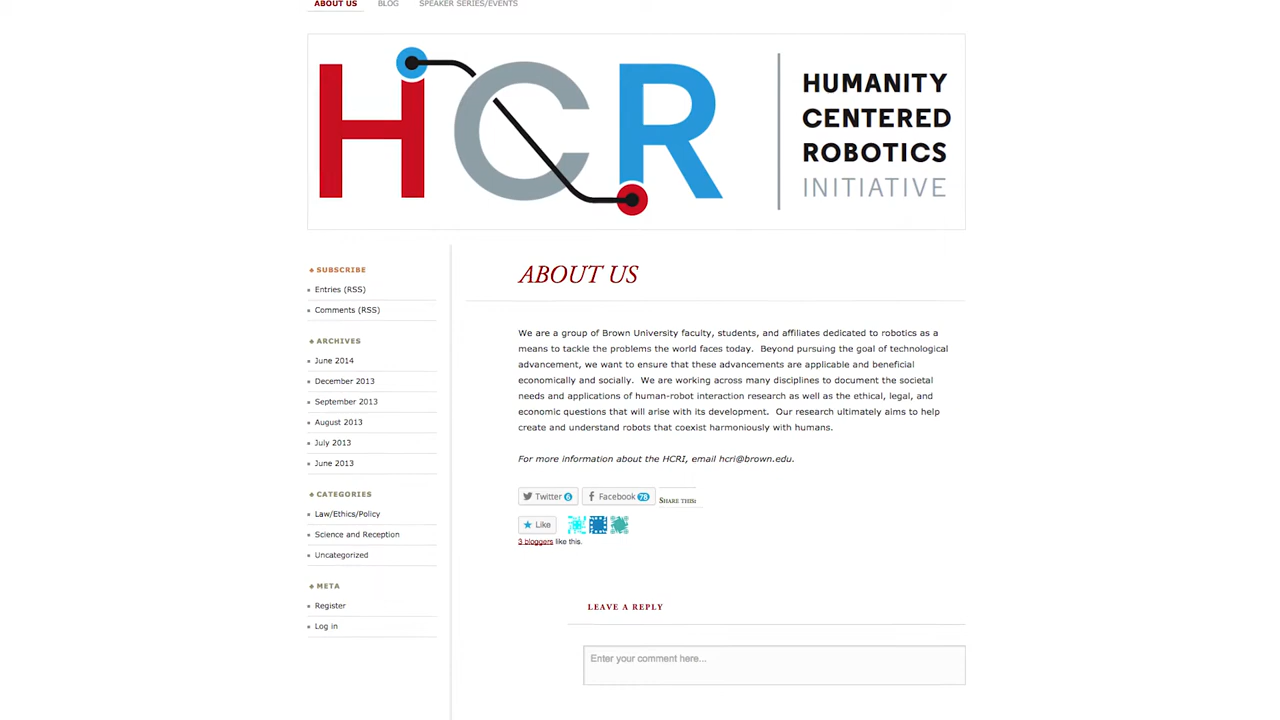 ABOUT US BLOG SPEAKER SERIES/EVENTS
HCR
HUMANITY
CENTERED
ROBOTICS
INITIATIVE
SUBSCRIBE
Entries (RSS)
Comments (RSS)
ARCHIVES
June 2014
December 2013
September 2013
August 2013
July 2013
June 2013
CATEGORIES
Law/Ethics/Policy
Science and Reception
Uncategorized
META
Register
Log in
ABOUT US
We are a group of Brown University faculty, students, and affiliates dedicated to robotics as a
means to tackle the problems the world faces today. Beyond pursuing the goal of technological
advancement, we want to ensure that these advancements are applicable and beneficial
economically and socially. We are working across many disciplines to document the societal
needs and applications of human-robot interaction research as well as the ethical, legal, and
economic questions that will arise with its development. Our research ultimately aims to help
create and understand robots that coexist harmoniously with humans.
For more information about the HCRI, email hcri@brown.edu.
Twitter 6 Facebook 78 SHARE THIS:
Like
3 bloggers like this.
LEAVE A REPLY
Enter your comment here...